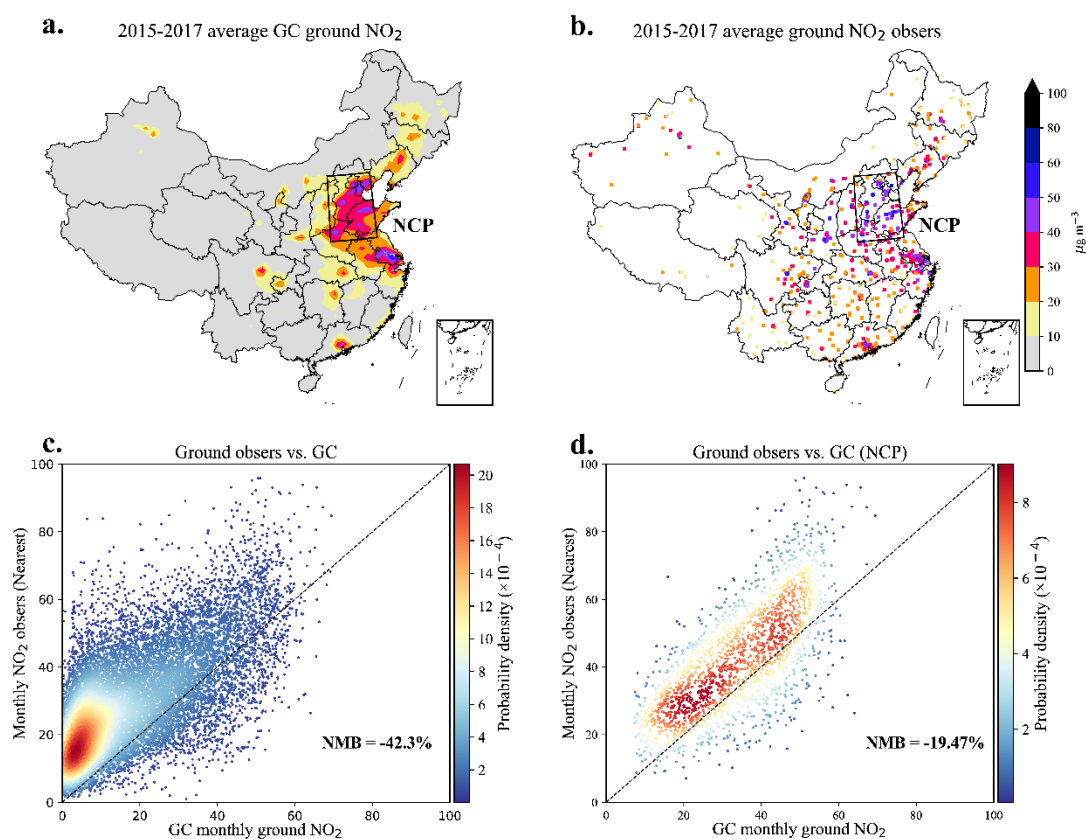 a.
2015-2017 average GC ground NO₂
NCP
b.
2015-2017 average ground NO₂ obsers
NCP
100
80
60
50
40
30
20
10
0
μg m⁻³
c.
Ground obsers vs. GC
Monthly NO₂ obsers (Nearest)
100
80
60
40
20
0
0 20 40 60 80 100
GC monthly ground NO₂
NMB = -42.3%
20
18
16
14
12
10
8
6
4
2
Probability density (×10⁻⁴)
d.
Ground obsers vs. GC (NCP)
Monthly NO₂ obsers (Nearest)
100
80
60
40
20
0
0 20 40 60 80 100
GC monthly ground NO₂
NMB = -19.47%
8
6
4
2
Probability density (×10⁻⁴)